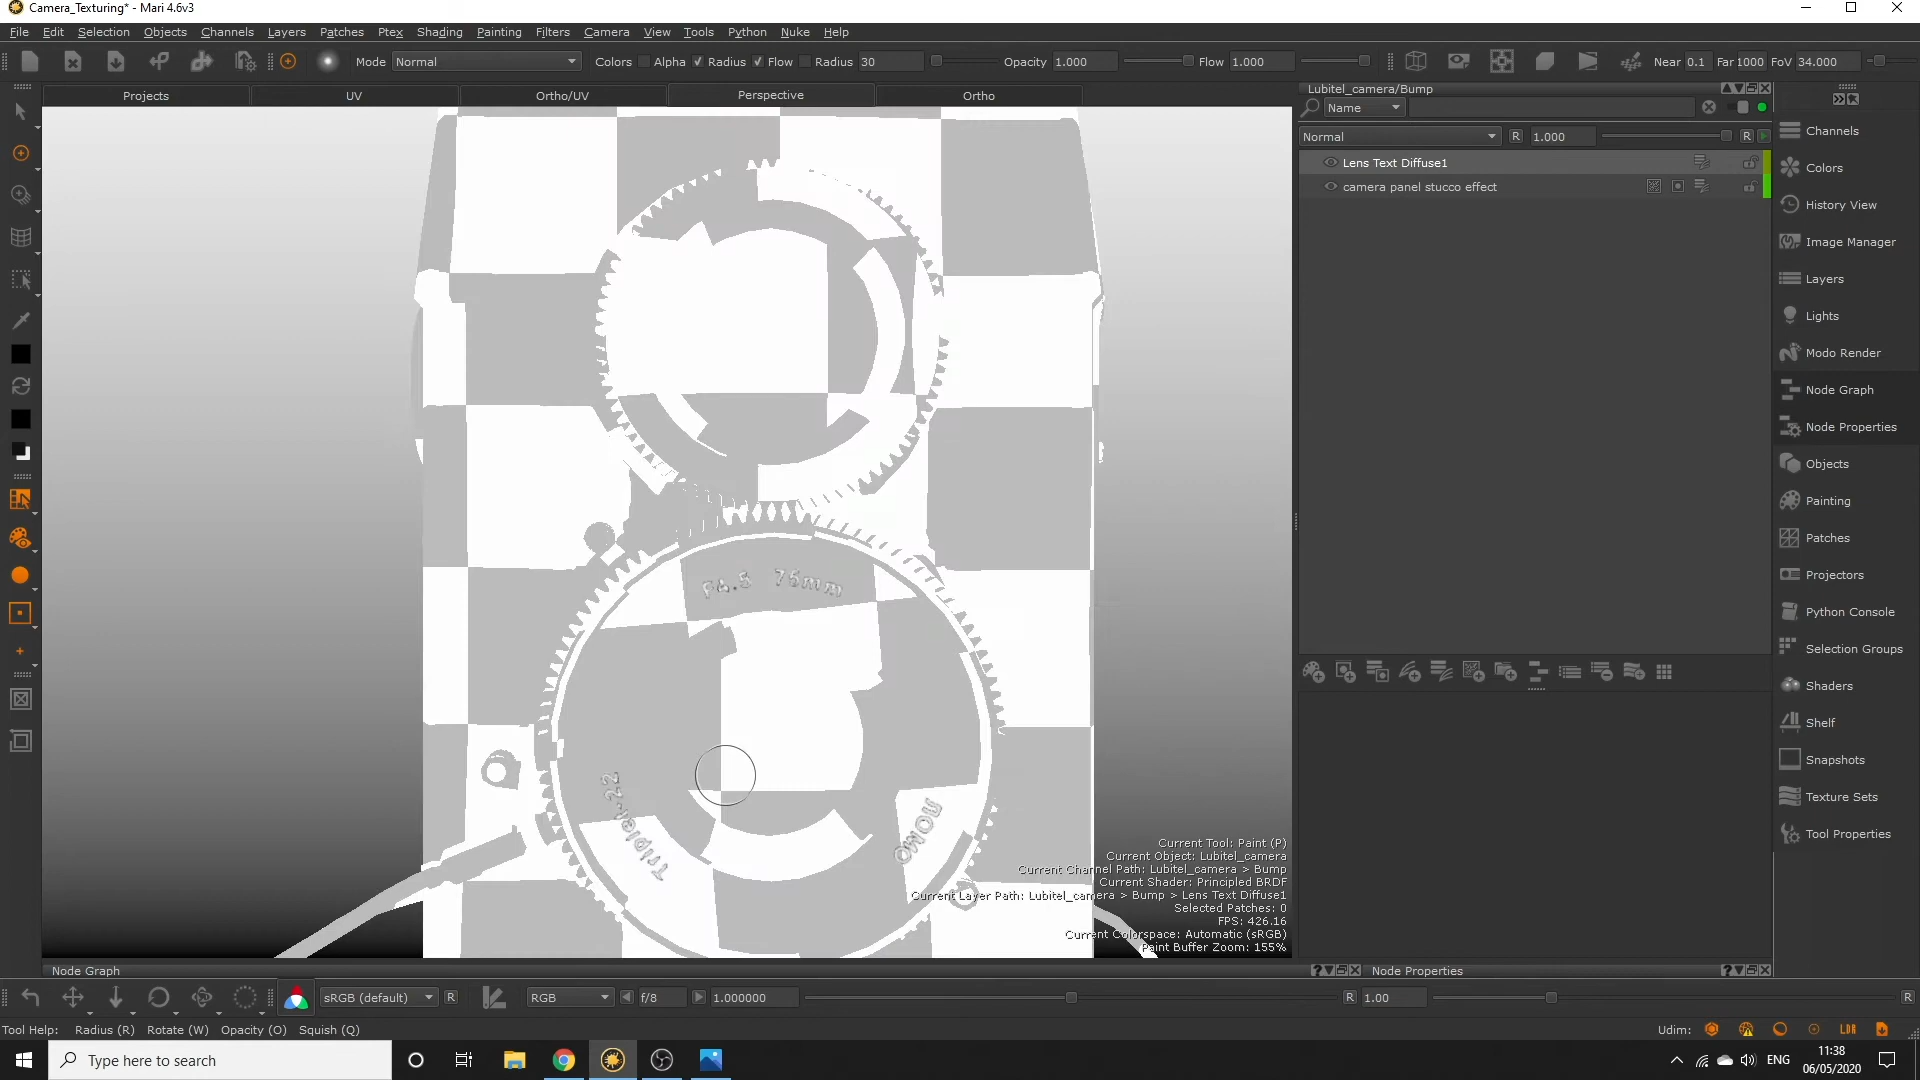 Camera_Texturing* - Mari 4.6v3
File Edit Selection Objects Channels Layers Patches Ptex Shading Painting Filters Camera View Tools Python Nuke Help
Mode Normal Colors Alpha Radius Flow Radius 30 Opacity 1.000 Flow 1.000 Near 0.1 Far 1000 FoV 34.000
Projects UV Ortho/UV Perspective Ortho
Lubitel_camera/Bump
Name
Normal R 1.000 R
Lens Text Diffuse1
camera panel stucco effect
Channels
Colors
History View
Image Manager
Layers
Lights
Modo Render
Node Graph
Node Properties
Objects
Painting
Patches
Projectors
Python Console
Selection Groups
Shaders
Shelf
Snapshots
Texture Sets
Tool Properties
F4.5 75mm
Triplet-22
LOMO
Current Tool: Paint (P)
Current Object: Lubitel_camera
Current Channel Path: Lubitel_camera > Bump
Current Shader: Principled BRDF
Current Layer Path: Lubitel_camera > Bump > Lens Text Diffuse1
Selected Patches: 0
FPS: 426.16
Current Colorspace: Automatic (sRGB)
Paint Buffer Zoom: 155%
Node Graph Node Properties
sRGB (default) R RGB f/8 1.000000 R 1.00 R
Tool Help: Radius (R) Rotate (W) Opacity (O) Squish (Q) Udim: LDR
Type here to search
ENG
11:38
06/05/2020